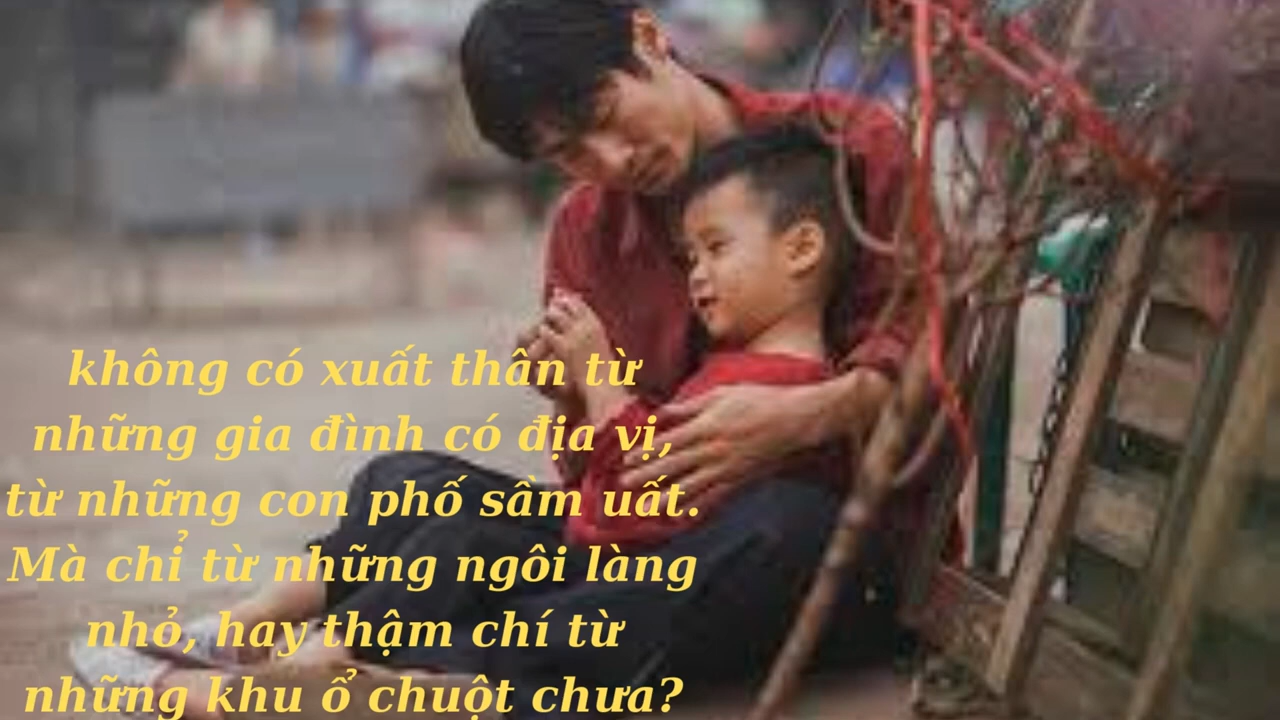 không có xuất thân từ
những gia đình có địa vị,
từ những con phố sầm uất.
Mà chỉ từ những ngôi làng
nhỏ, hay thậm chí từ
những khu ổ chuột chưa?